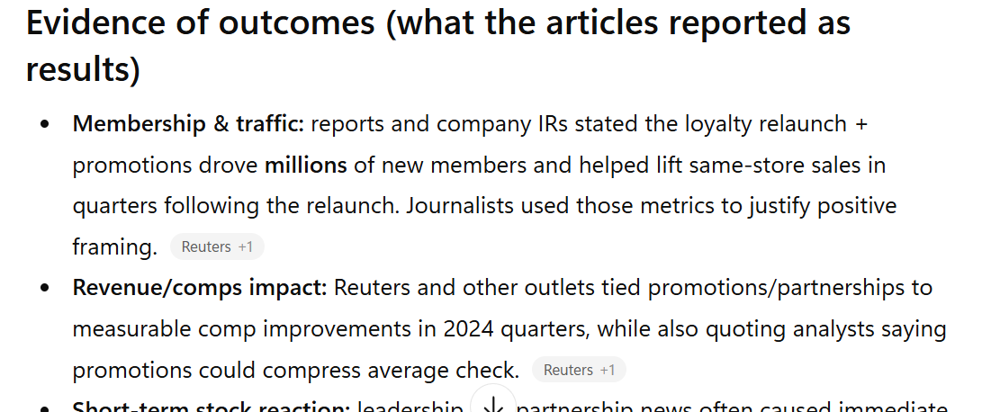 Evidence of outcomes (what the articles reported as
results)
• Membership & traffic: reports and company IRs stated the loyalty relaunch +
promotions drove millions of new members and helped lift same-store sales in
quarters following the relaunch. Journalists used those metrics to justify positive
framing. Reuters +1
• Revenue/comps impact: Reuters and other outlets tied promotions/partnerships to
measurable comp improvements in 2024 quarters, while also quoting analysts saying
promotions could compress average check. Reuters +1
• Short-term stock reaction: leadership partnership news often caused immediate